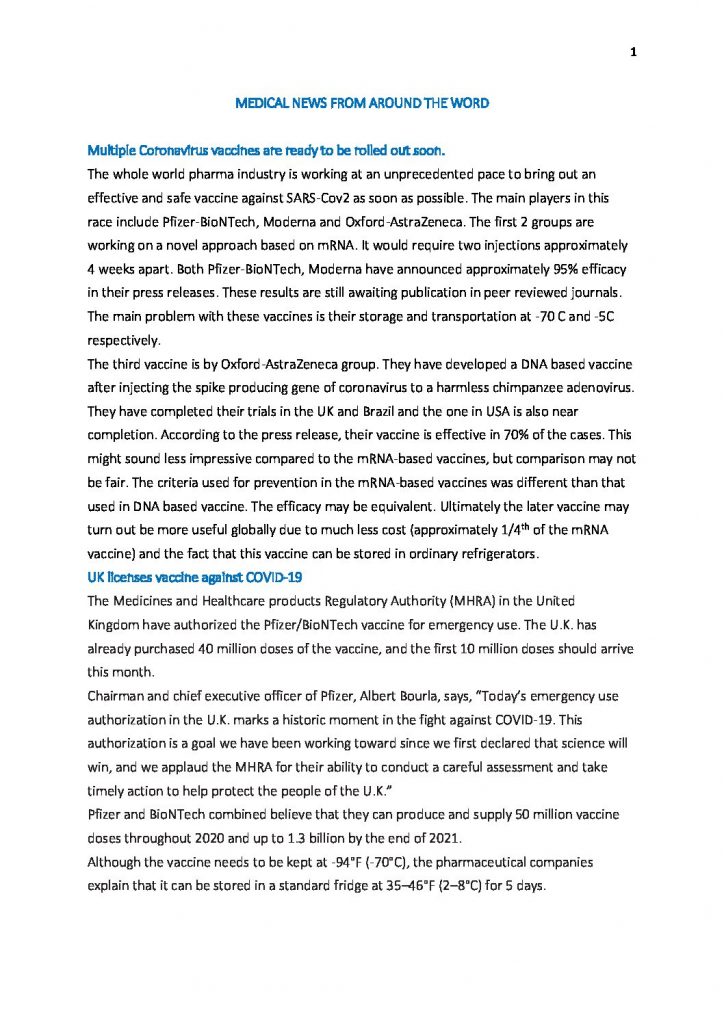 1
MEDICAL NEWS FROM AROUND THE WORD
Multiple Coronavirus vaccines are ready to be rolled out soon.
The whole world pharma industry is working at an unprecedented pace to bring out an
effective and safe vaccine against SARS-Cov2 as soon as possible. The main players in this
race include Pfizer-BioNTech, Moderna and Oxford-AstraZeneca. The first 2 groups are
working on a novel approach based on mRNA. It would require two injections approximately
4 weeks apart. Both Pfizer-BioNTech, Moderna have announced approximately 95% efficacy
in their press releases. These results are still awaiting publication in peer reviewed journals.
The main problem with these vaccines is their storage and transportation at -70 C and -5C
respectively.
The third vaccine is by Oxford-AstraZeneca group. They have developed a DNA based vaccine
after injecting the spike producing gene of coronavirus to a harmless chimpanzee adenovirus.
They have completed their trials in the UK and Brazil and the one in USA is also near
completion. According to the press release, their vaccine is effective in 70% of the cases. This
might sound less impressive compared to the mRNA-based vaccines, but comparison may not
be fair. The criteria used for prevention in the mRNA-based vaccines was different than that
used in DNA based vaccine. The efficacy may be equivalent. Ultimately the later vaccine may
turn out be more useful globally due to much less cost (approximately 1/4th of the mRNA
vaccine) and the fact that this vaccine can be stored in ordinary refrigerators.
UK licenses vaccine against COVID-19
The Medicines and Healthcare products Regulatory Authority (MHRA) in the United
Kingdom have authorized the Pfizer/BioNTech vaccine for emergency use. The U.K. has
already purchased 40 million doses of the vaccine, and the first 10 million doses should arrive
this month.
Chairman and chief executive officer of Pfizer, Albert Bourla, says, “Today’s emergency use
authorization in the U.K. marks a historic moment in the fight against COVID-19. This
authorization is a goal we have been working toward since we first declared that science will
win, and we applaud the MHRA for their ability to conduct a careful assessment and take
timely action to help protect the people of the U.K.”
Pfizer and BioNTech combined believe that they can produce and supply 50 million vaccine
doses throughout 2020 and up to 1.3 billion by the end of 2021.
Although the vaccine needs to be kept at -94°F (-70°C), the pharmaceutical companies
explain that it can be stored in a standard fridge at 35–46°F (2–8°C) for 5 days.